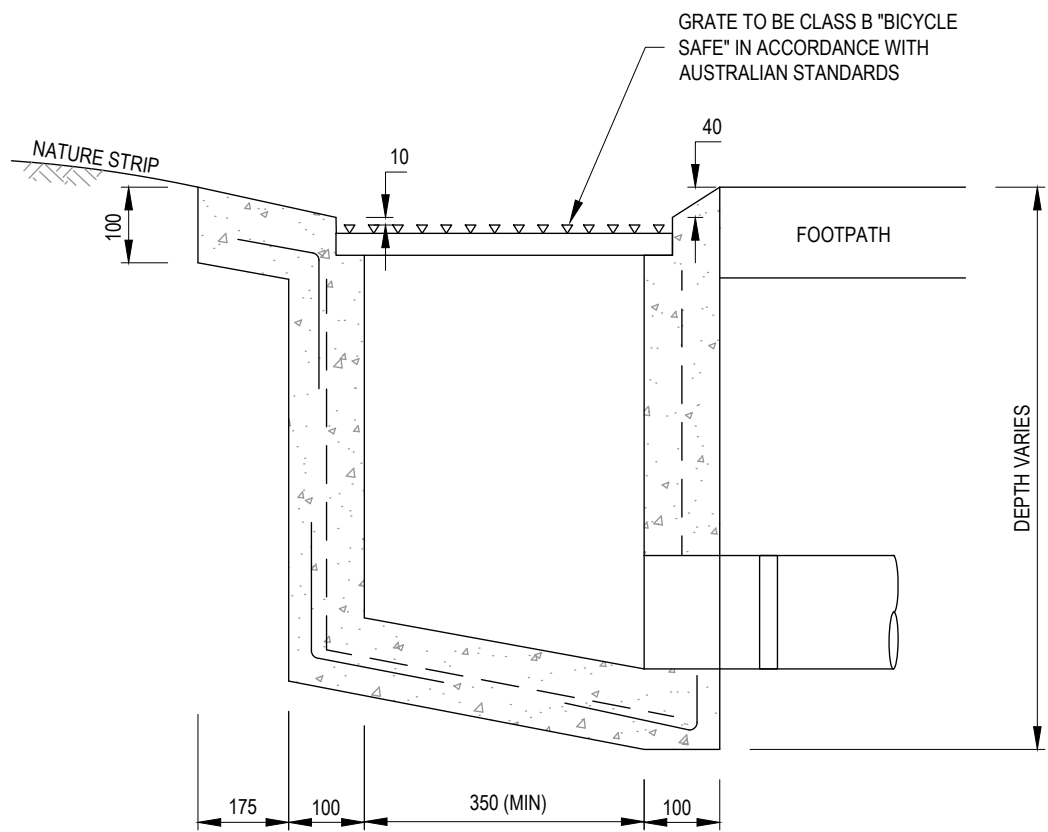 GRATE TO BE CLASS B "BICYCLE
SAFE" IN ACCORDANCE WITH
AUSTRALIAN STANDARDS
NATURE STRIP
10
40
100
FOOTPATH
DEPTH VARIES
175
100
350 (MIN)
100